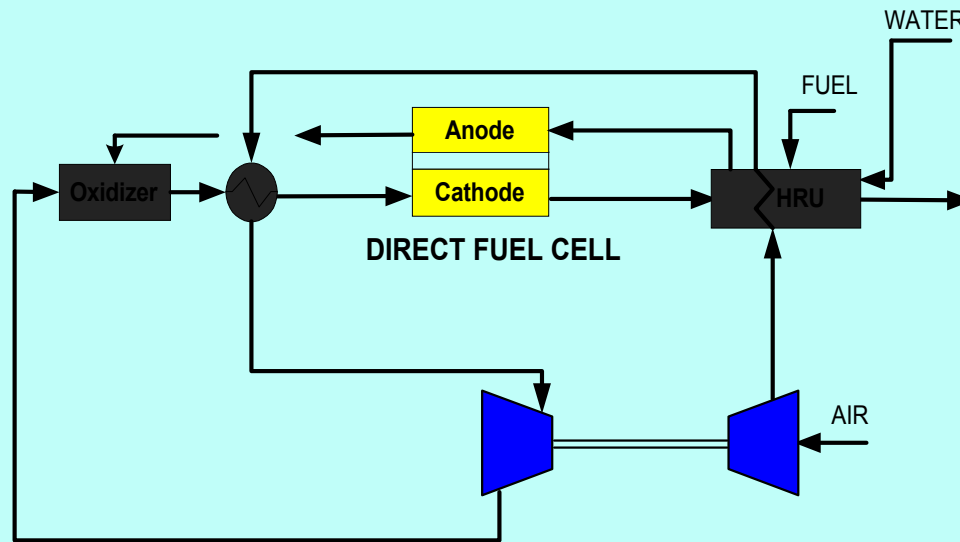 WATER
FUEL
Anode
Oxidizer
Cathode
HRU
DIRECT FUEL CELL
AIR